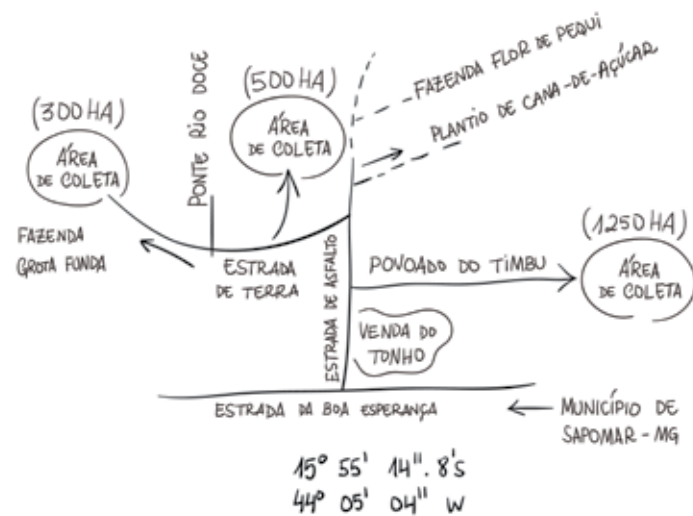 (300 HA)
ÁREA
DE COLETA
FAZENDA
GROTA FUNDA
PONTE RIO DOCE
(500 HA)
ÁREA
DE COLETA
ESTRADA
DE TERRA
FAZENDA FLOR DE PEQUI
PLANTIO DE CANA-DE-AÇÚCAR
ESTRADA DE ASFALTO
POVOADO DO TIMBU
(1250 HA)
ÁREA
DE COLETA
VENDA DO
TONHO
ESTRADA DA BOA ESPERANÇA
MUNICÍPIO DE
SAPOMAR - MG
15° 55' 14". 8'S
44° 05' 04" W